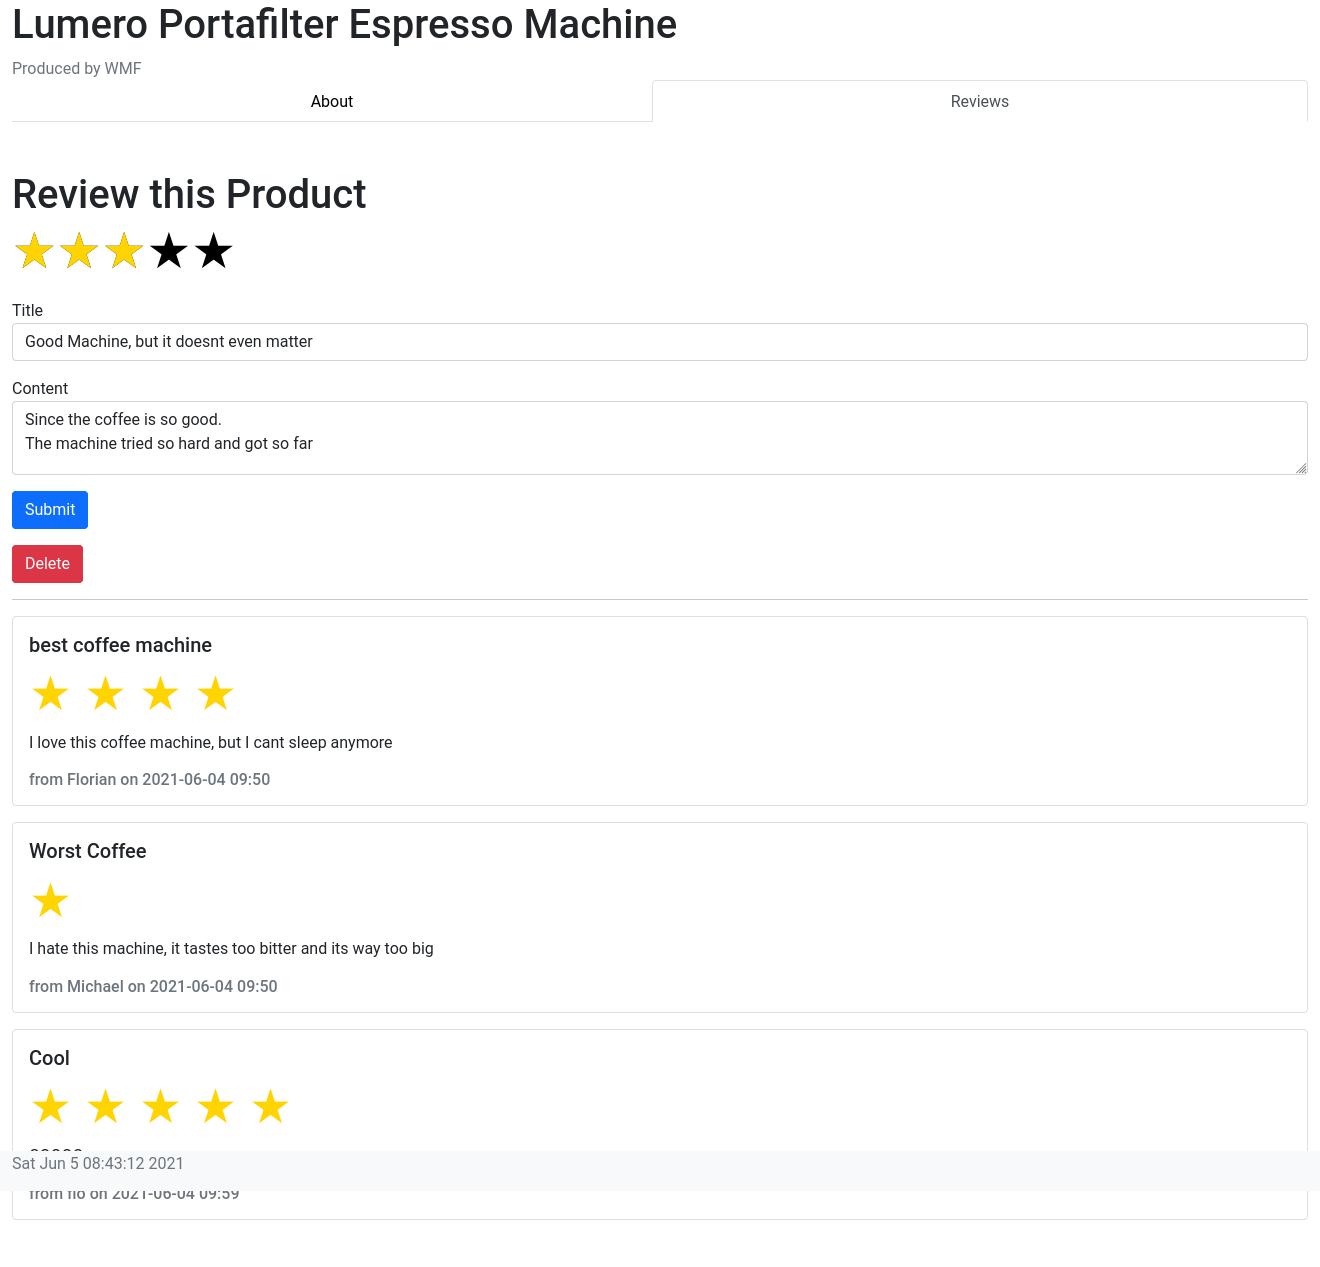 Lumero Portafilter Espresso Machine
Produced by WMF
About
Reviews
Review this Product
Title
Good Machine, but it doesnt even matter
Content
Since the coffee is so good.
The machine tried so hard and got so far
Submit
Delete
best coffee machine
I love this coffee machine, but I cant sleep anymore
from Florian on 2021-06-04 09:50
Worst Coffee
I hate this machine, it tastes too bitter and its way too big
from Michael on 2021-06-04 09:50
Cool
Sat Jun 5 08:43:12 2021
from flo on 2021-06-04 09:59